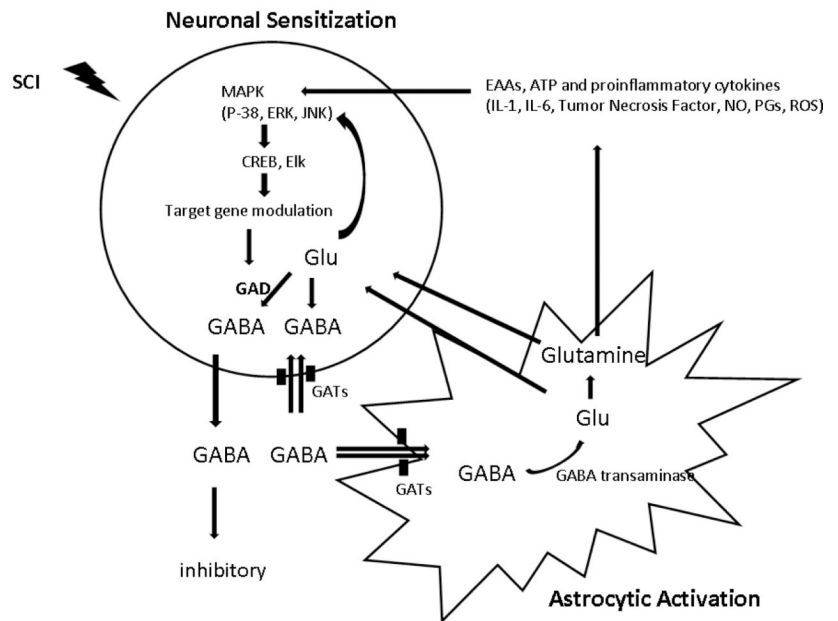 Neuronal Sensitization
SCI
MAPK
(P-38, ERK, JNK)
EAAs, ATP and proinflammatory cytokines
(IL-1, IL-6, Tumor Necrosis Factor, NO, PGs, ROS)
CREB, Elk
Target gene modulation
Glu
GAD
GABA GABA
Glutamine
GATs
Glu
GABA GABA
GABA
GABA transaminase
GATs
inhibitory
Astrocytic Activation